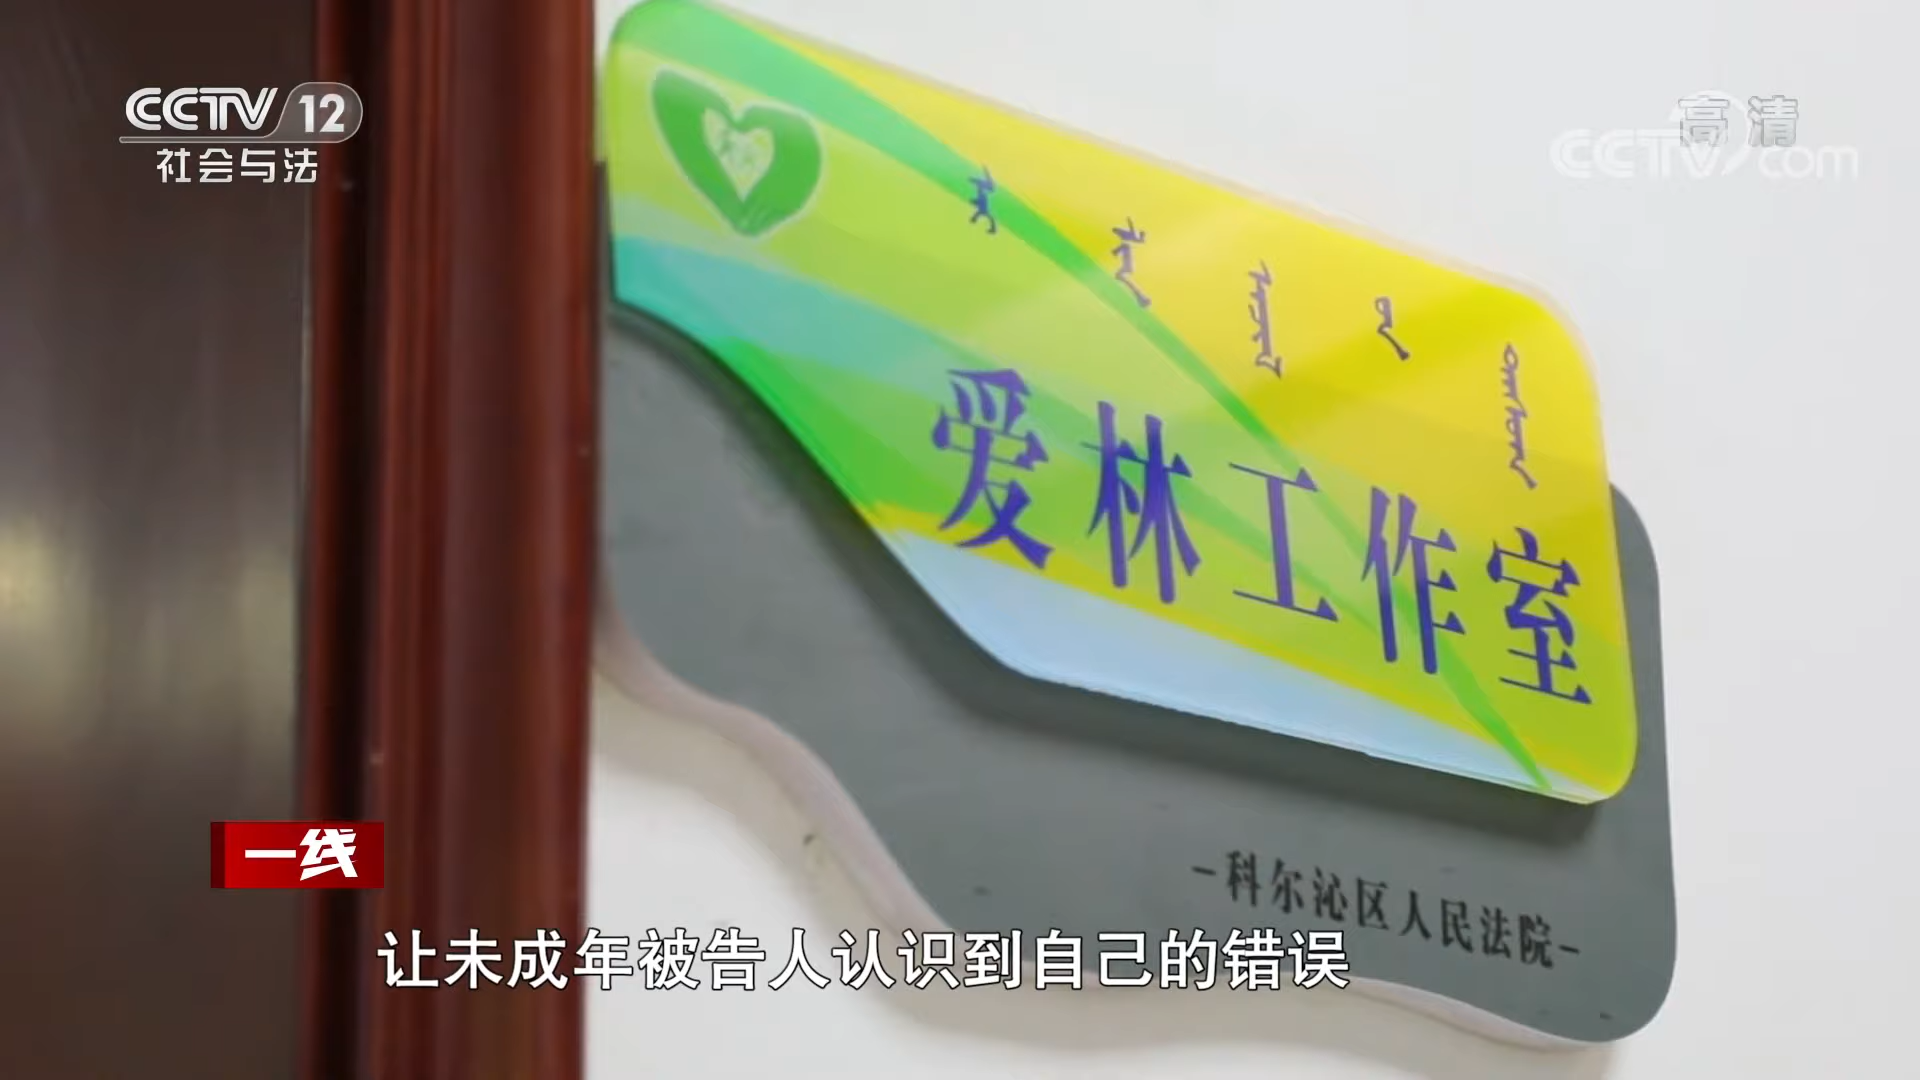 CCTV 12
社会与法
高清
CCTV.com
爱林工作室
-科尔沁区人民法院-
一线
让未成年被告人认识到自己的错误